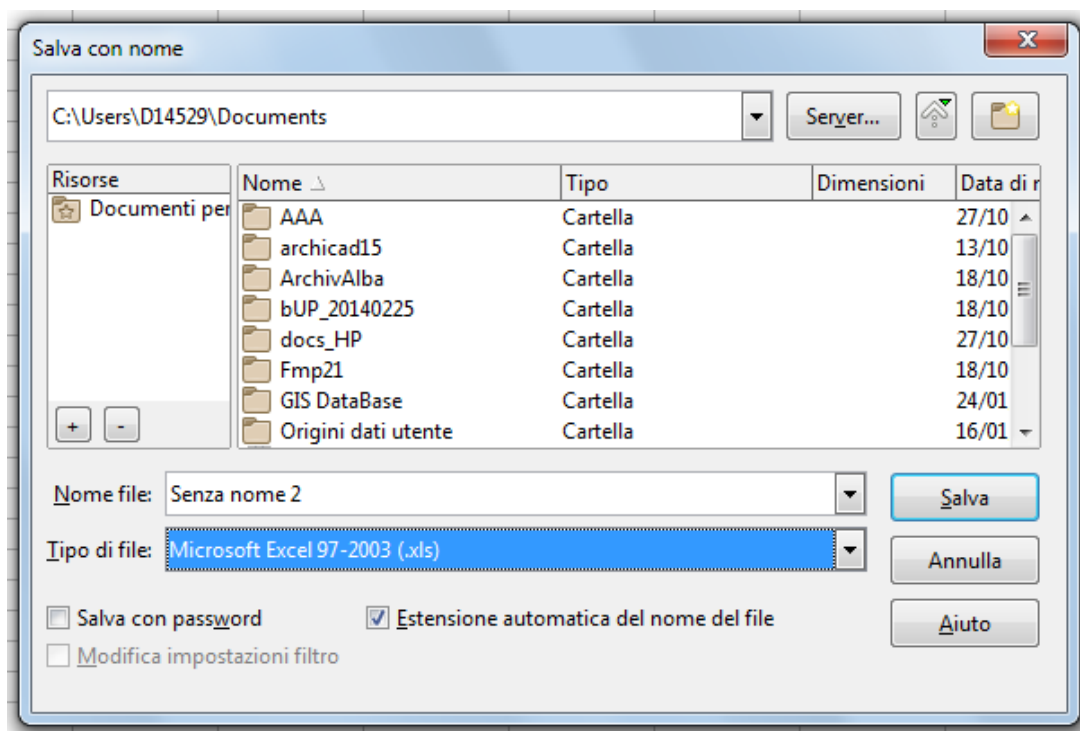 Salva con nome
C:\Users\D14529\Documents
Server...
Risorse
Nome Tipo Dimensioni Data di r
Documenti per
AAA Cartella 27/10
archicad15 Cartella 13/10
ArchivAlba Cartella 18/10
bUP_20140225 Cartella 18/10
docs_HP Cartella 27/10
Fmp21 Cartella 18/10
GIS DataBase Cartella 24/01
Origini dati utente Cartella 16/01
+ -
Nome file: Senza nome 2
Salva
Tipo di file: Microsoft Excel 97-2003 (.xls)
Annulla
Salva con password
Estensione automatica del nome del file
Aiuto
Modifica impostazioni filtro